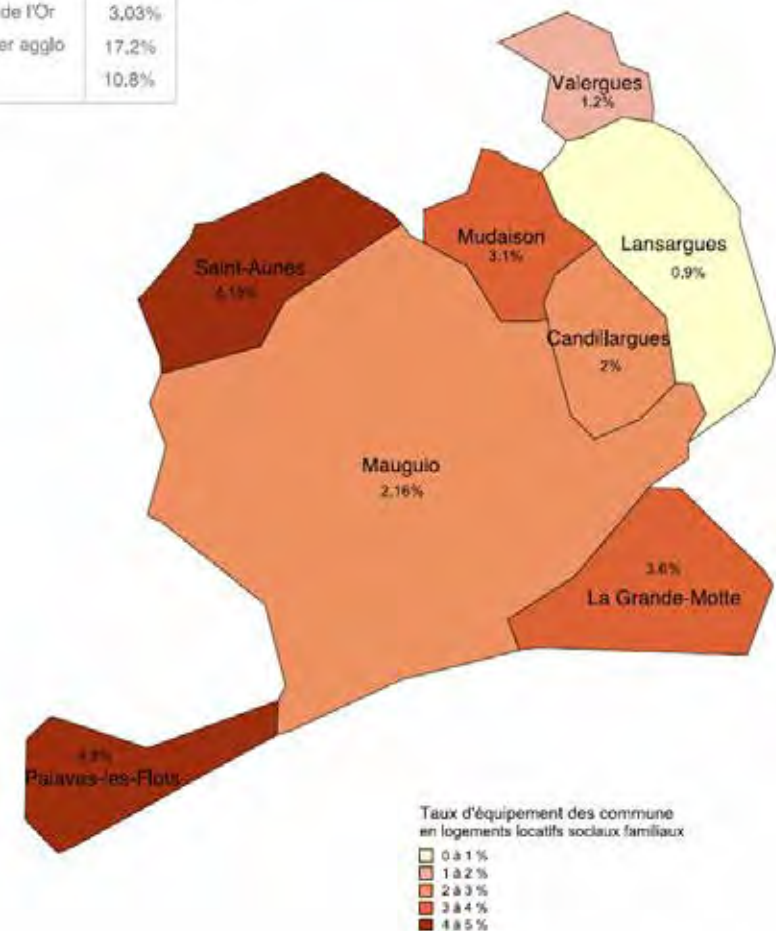 de l'Or 3.03%
er agglo 17.2%
10.8%
Valergues
1.2%
Mudaison
3.1%
Lansargues
0.9%
Saint-Aunès
Candillargues
2%
Mauguio
2.16%
3.6%
La Grande-Motte
Palavas-les-Flots
Taux d'équipement des commune
en logements locatifs sociaux familiaux
0 à 1 %
1 à 2 %
2 à 3 %
3 à 4 %
4 à 5 %